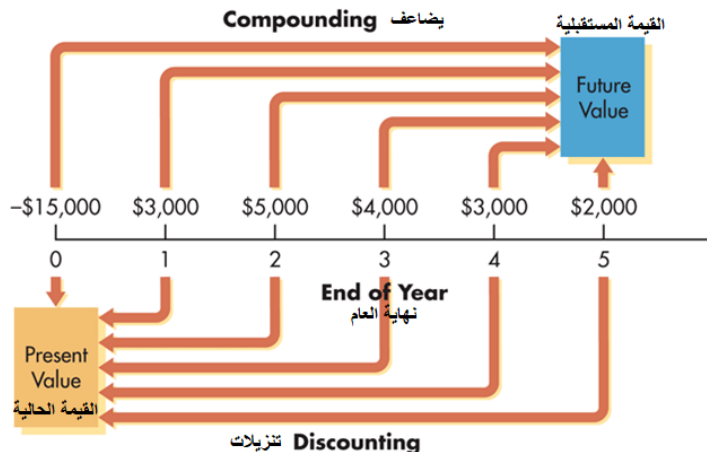 Compounding يضاعف
القيمة المستقبلية
Future
Value
–$15,000 $3,000 $5,000 $4,000 $3,000 $2,000
0 1 2 3 4 5
End of Year
نهاية العام
Present
Value
القيمة الحالية
تنزيلات Discounting